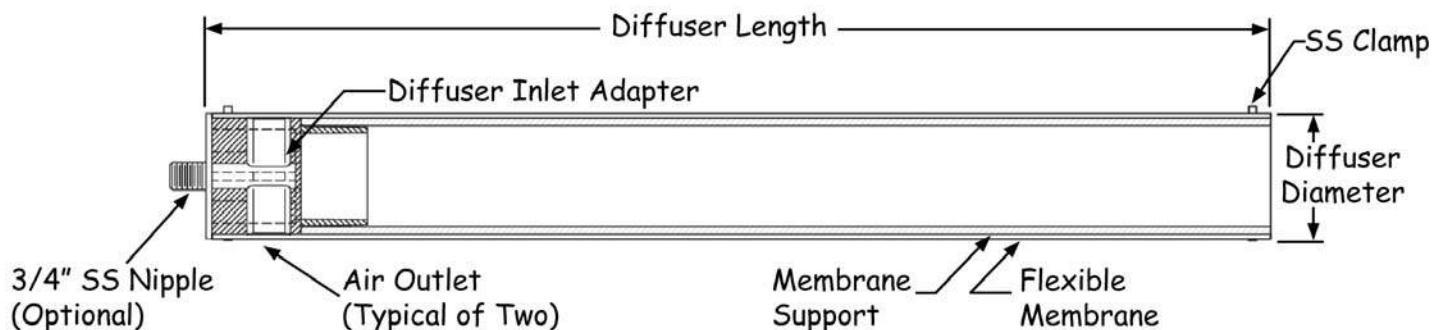 Diffuser Length
SS Clamp
Diffuser Inlet Adapter
Diffuser
Diameter
3/4" SS Nipple
(Optional)
Air Outlet
(Typical of Two)
Membrane
Support
Flexible
Membrane